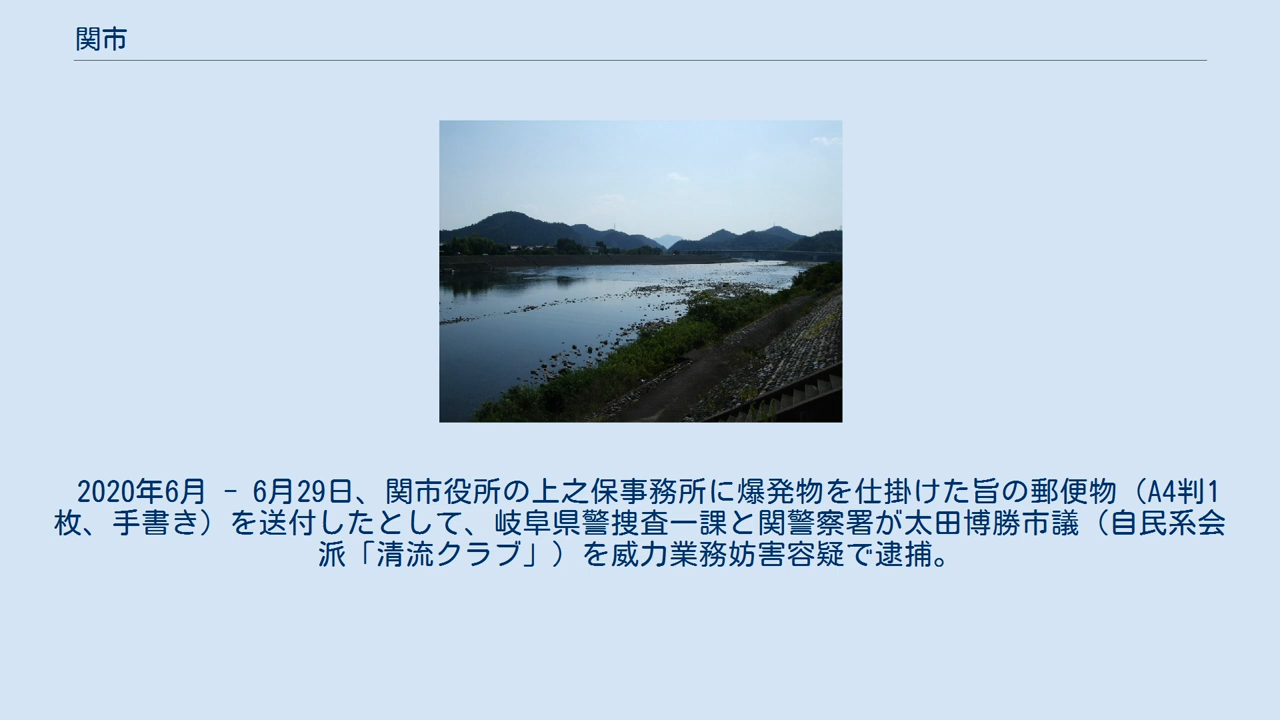 関市
2020年6月 - 6月29日、関市役所の上之保事務所に爆発物を仕掛けた旨の郵便物（A4判1
枚、手書き）を送付したとして、岐阜県警捜査一課と関警察署が太田博勝市議（自民系会
派「清流クラブ」）を威力業務妨害容疑で逮捕。